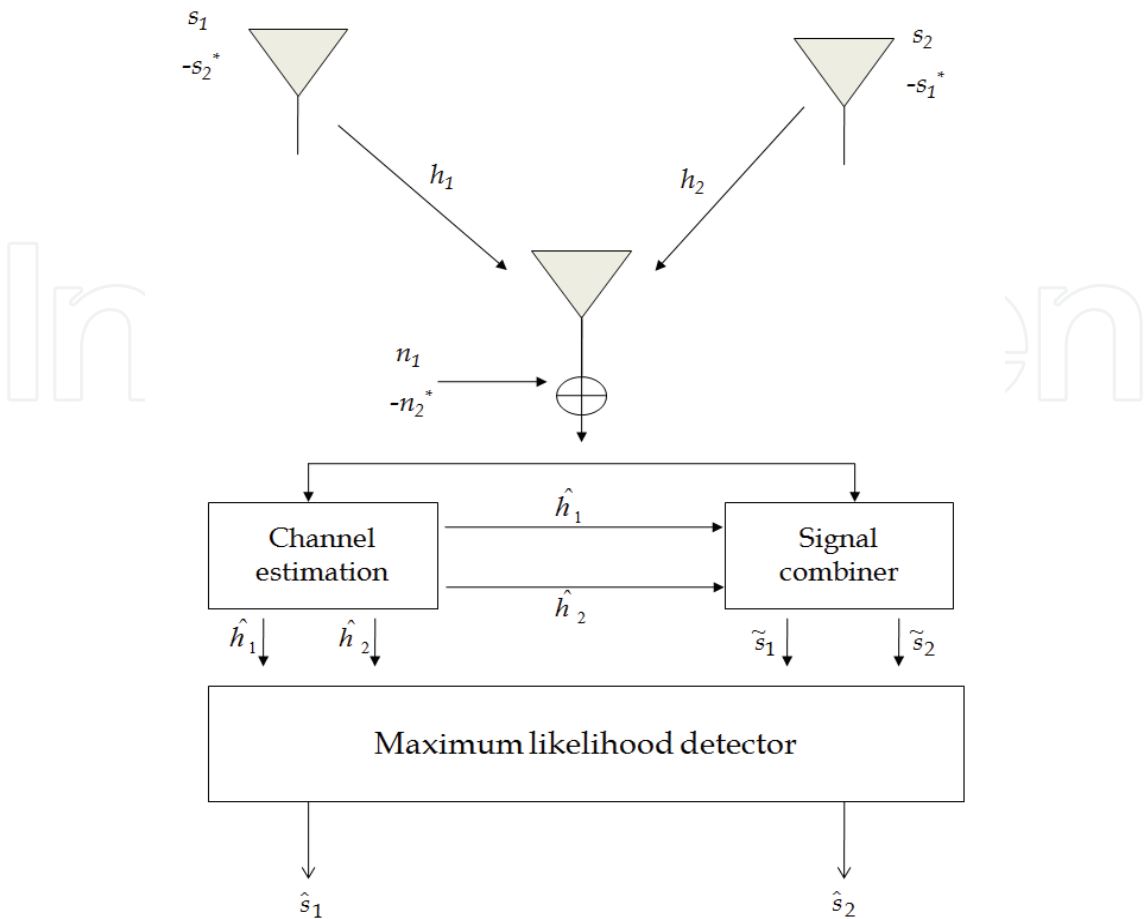 s₁
-s₂*
s₂
-s₁*
h₁
h₂
n₁
-n₂*
Channel
estimation
ĥ₁
ĥ₂
Signal
combiner
ĥ₁
ĥ₂
s̃₁
s̃₂
Maximum likelihood detector
ŝ₁
ŝ₂